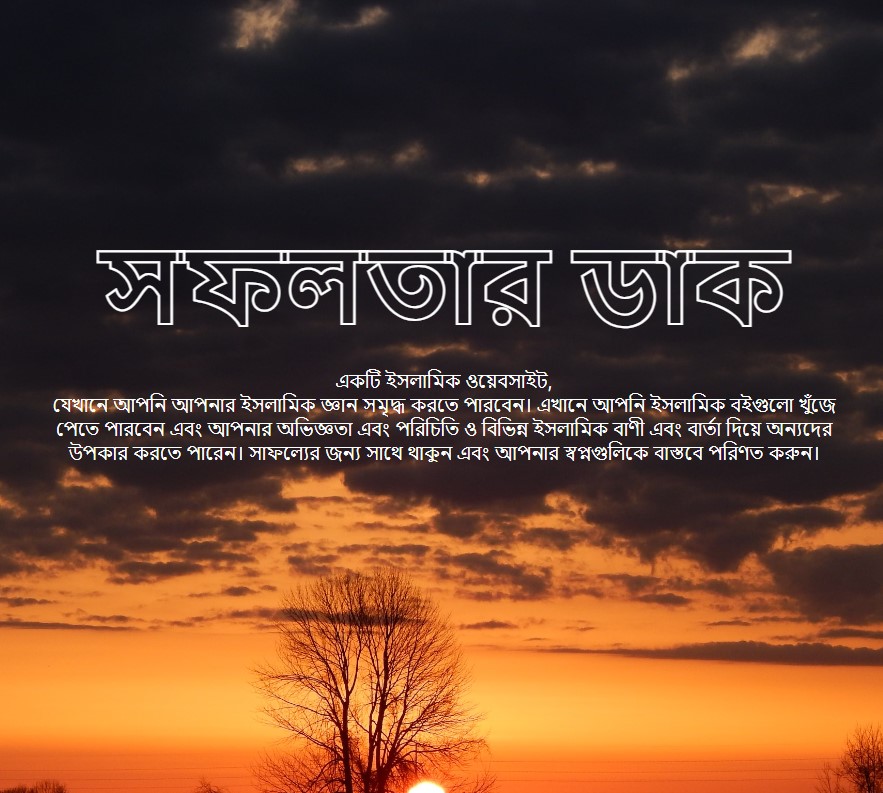 সফলতার ডাক
একটি ইসলামিক ওয়েবসাইট,
যেখানে আপনি আপনার ইসলামিক জ্ঞান সমৃদ্ধ করতে পারবেন। এখানে আপনি ইসলামিক বইগুলো খুঁজে
পেতে পারবেন এবং আপনার অভিজ্ঞতা এবং পরিচিতি ও বিভিন্ন ইসলামিক বাণী এবং বার্তা দিয়ে অন্যদের
উপকার করতে পারেন। সাফল্যের জন্য সাথে থাকুন এবং আপনার স্বপ্নগুলিকে বাস্তবে পরিণত করুন।